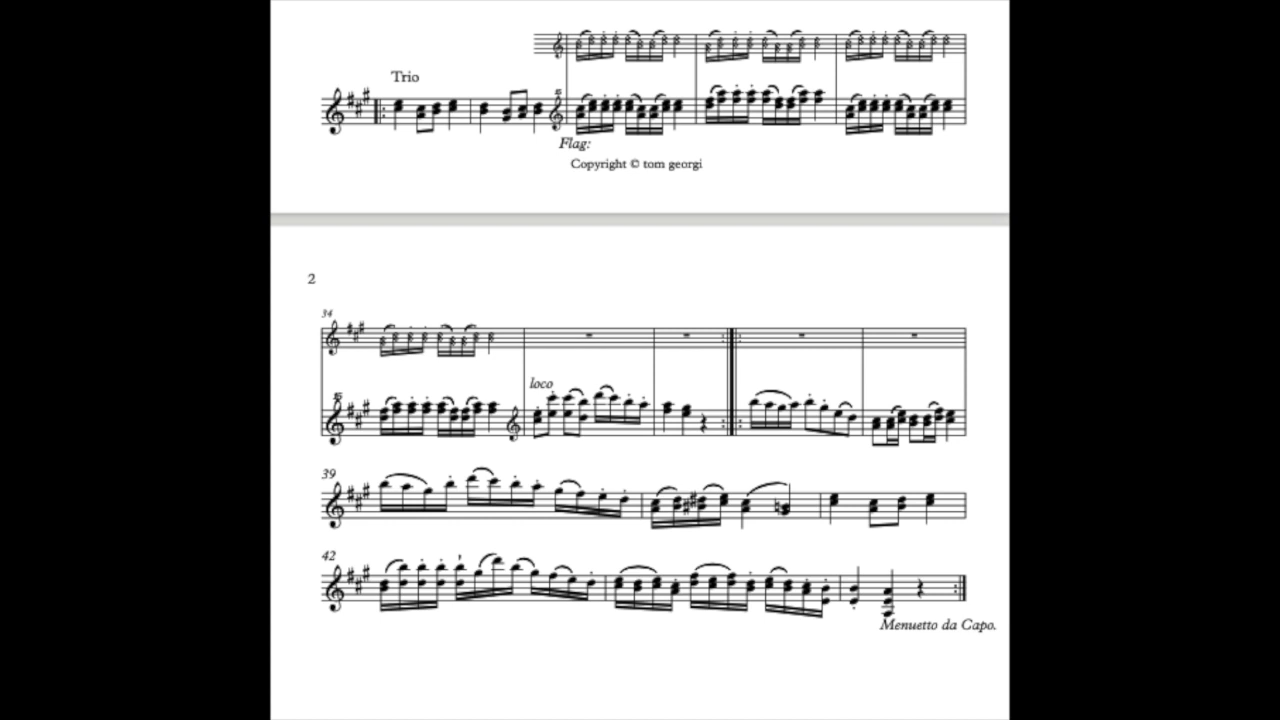 Trio
Flag:
Copyright © tom georgi
2
34
loco
39
42
Menuetto da Capo.